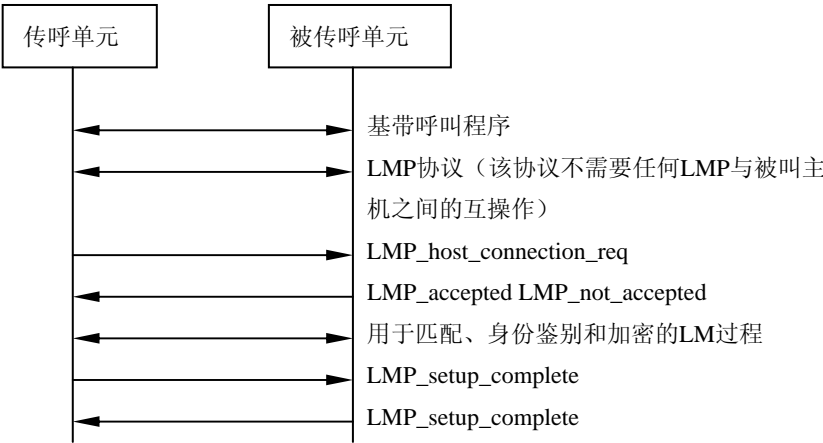 传呼单元
被传呼单元
基带呼叫程序
LMP协议（该协议不需要任何LMP与被叫主
机之间的互操作）
LMP_host_connection_req
LMP_accepted LMP_not_accepted
用于匹配、身份鉴别和加密的LM过程
LMP_setup_complete
LMP_setup_complete